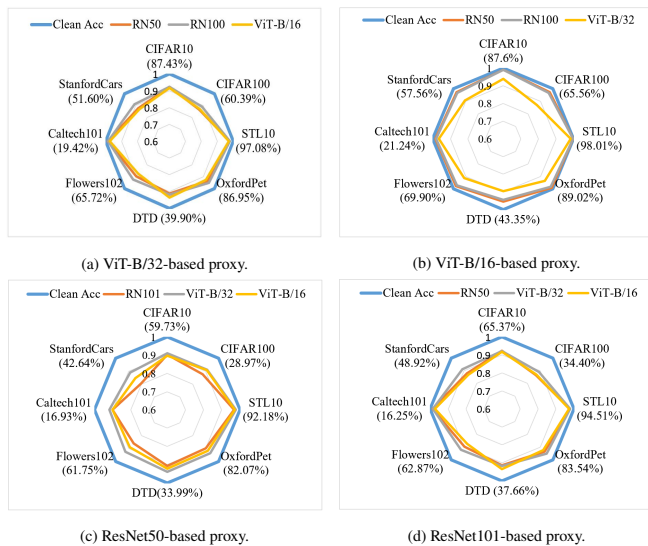 Clean Acc RN50 RN100 ViT-B/16
CIFAR10
(87.43%)
StanfordCars
(51.60%)
CIFAR100
(60.39%)
Caltech101
(19.42%)
STL10
(97.08%)
Flowers102
(65.72%)
OxfordPet
(86.95%)
DTD (39.90%)
1
0.9
0.8
0.7
0.6
(a) ViT-B/32-based proxy.
Clean Acc RN50 RN100 ViT-B/32
CIFAR10
(87.6%)
StanfordCars
(57.56%)
CIFAR100
(65.56%)
Caltech101
(21.24%)
STL10
(98.01%)
Flowers102
(69.90%)
OxfordPet
(89.02%)
DTD (43.35%)
1
0.9
0.8
0.7
0.6
(b) ViT-B/16-based proxy.
Clean Acc RN101 ViT-B/32 ViT-B/16
CIFAR10
(59.73%)
StanfordCars
(42.64%)
CIFAR100
(28.97%)
Caltech101
(16.93%)
STL10
(92.18%)
Flowers102
(61.75%)
OxfordPet
(82.07%)
DTD(33.99%)
1
0.9
0.8
0.7
0.6
(c) ResNet50-based proxy.
Clean Acc RN50 ViT-B/32 ViT-B/16
CIFAR10
(65.37%)
StanfordCars
(48.92%)
CIFAR100
(34.40%)
Caltech101
(16.25%)
STL10
(94.51%)
Flowers102
(62.87%)
OxfordPet
(83.54%)
DTD (37.66%)
1
0.9
0.8
0.7
0.6
(d) ResNet101-based proxy.